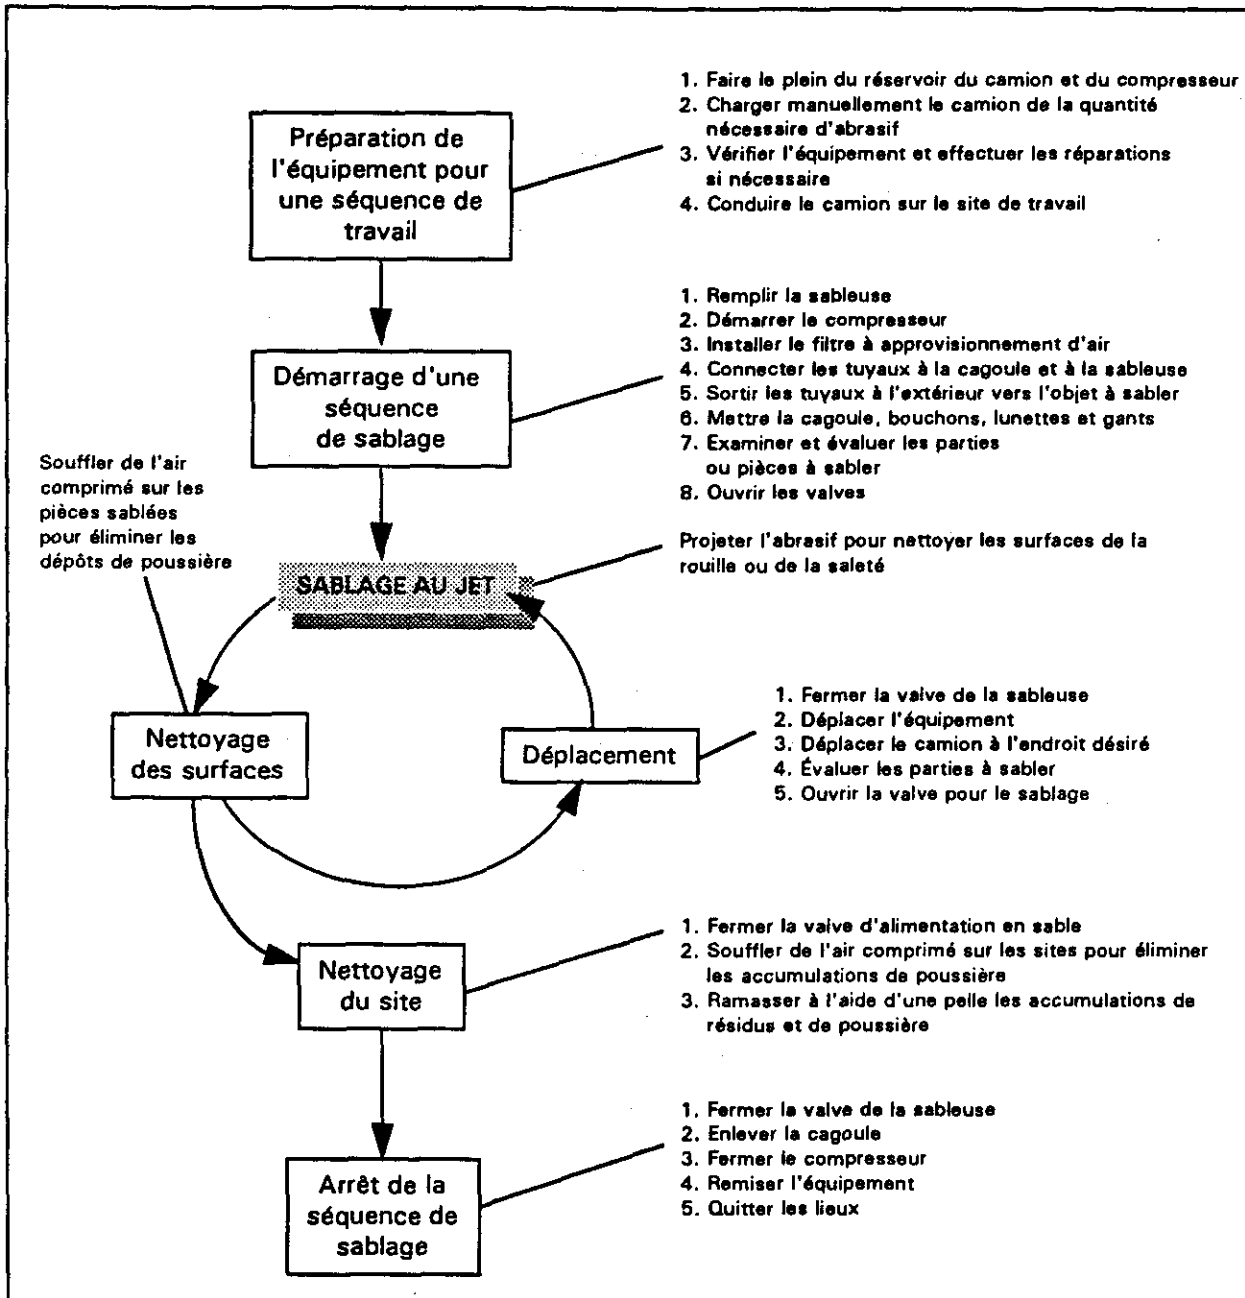 Préparation de
l'équipement pour
une séquence de
travail
1. Faire le plein du réservoir du camion et du compresseur
2. Charger manuellement le camion de la quantité
nécessaire d'abrasif
3. Vérifier l'équipement et effectuer les réparations
si nécessaire
4. Conduire le camion sur le site de travail
Démarrage d'une
séquence
de sablage
1. Remplir la sableuse
2. Démarrer le compresseur
3. Installer le filtre à approvisionnement d'air
4. Connecter les tuyaux à la cagoule et à la sableuse
5. Sortir les tuyaux à l'extérieur vers l'objet à sabler
6. Mettre la cagoule, bouchons, lunettes et gants
7. Examiner et évaluer les parties
ou pièces à sabler
8. Ouvrir les valves
Souffler de l'air
comprimé sur les
pièces sablées
pour éliminer les
dépôts de poussière
SABLAGE AU JET
Projeter l'abrasif pour nettoyer les surfaces de la
rouille ou de la saleté
Nettoyage
des surfaces
Déplacement
1. Fermer la valve de la sableuse
2. Déplacer l'équipement
3. Déplacer le camion à l'endroit désiré
4. Évaluer les parties à sabler
5. Ouvrir la valve pour le sablage
Nettoyage
du site
1. Fermer la valve d'alimentation en sable
2. Souffler de l'air comprimé sur les sites pour éliminer
les accumulations de poussière
3. Ramasser à l'aide d'une pelle les accumulations de
résidus et de poussière
Arrêt de la
séquence de
sablage
1. Fermer la valve de la sableuse
2. Enlever la cagoule
3. Fermer le compresseur
4. Remiser l'équipement
5. Quitter les lieux